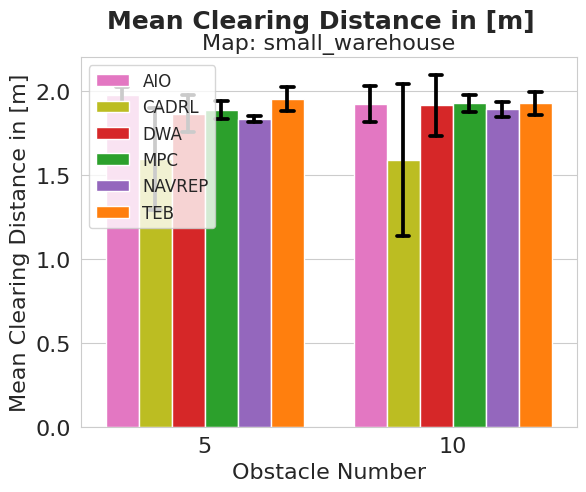 Mean Clearing Distance in [m]
Map: small_warehouse
Mean Clearing Distance in [m]
2.0
1.5
1.0
0.5
0.0
AIO
CADRL
DWA
MPC
NAVREP
TEB
5
10
Obstacle Number